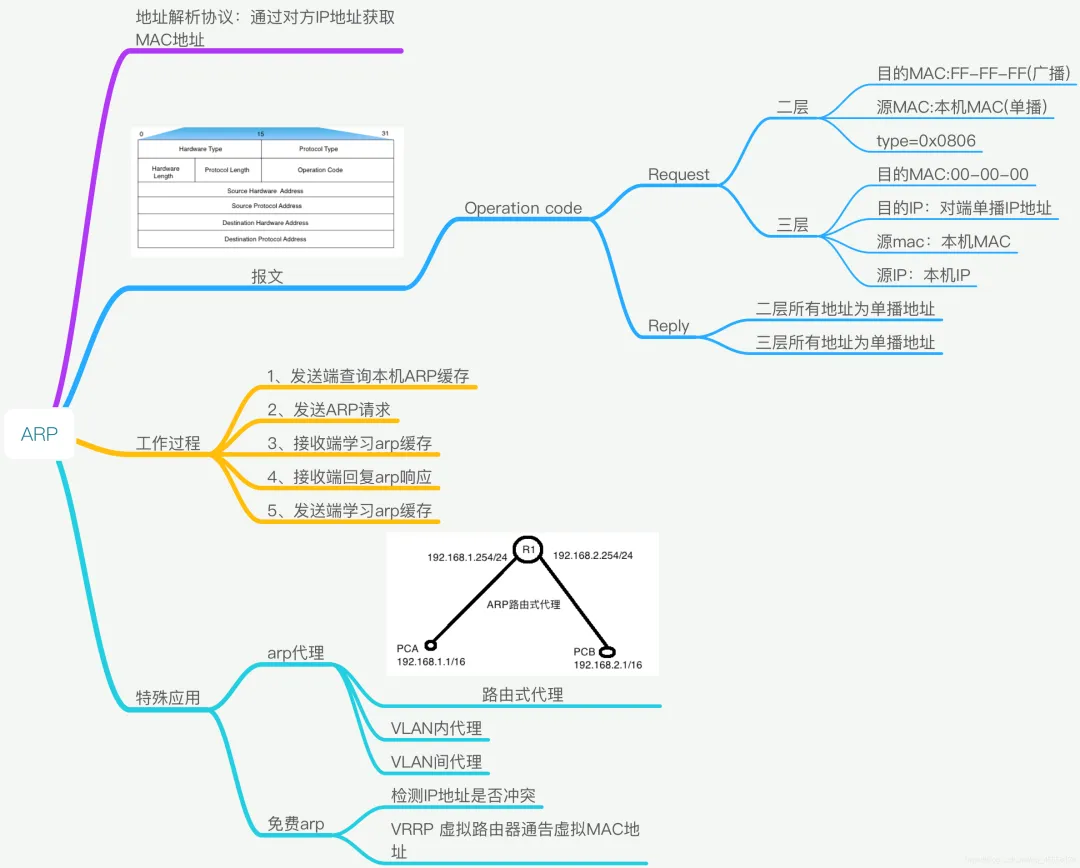 地址解析协议：通过对方IP地址获取
MAC地址
0 15 31
Hardware Type Protocol Type
Hardware
Length
Protocol Length
Operation Code
Source Hardware Address
Source Protocol Address
Destination Hardware Address
Destination Protocol Address
报文
Operation code
Request
二层
目的MAC:FF-FF-FF(广播)
源MAC:本机MAC(单播)
type=0x0806
三层
目的MAC:00-00-00
目的IP：对端单播IP地址
源mac：本机MAC
源IP：本机IP
Reply
二层所有地址为单播地址
三层所有地址为单播地址
ARP
工作过程
1、发送端查询本机ARP缓存
2、发送ARP请求
3、接收端学习arp缓存
4、接收端回复arp响应
5、发送端学习arp缓存
特殊应用
arp代理
R1
192.168.1.254/24
192.168.2.254/24
ARP路由式代理
PCA
192.168.1.1/16
PCB
192.168.2.1/16
路由式代理
VLAN内代理
VLAN间代理
免费arp
检测IP地址是否冲突
VRRP 虚拟路由器通告虚拟MAC地
址